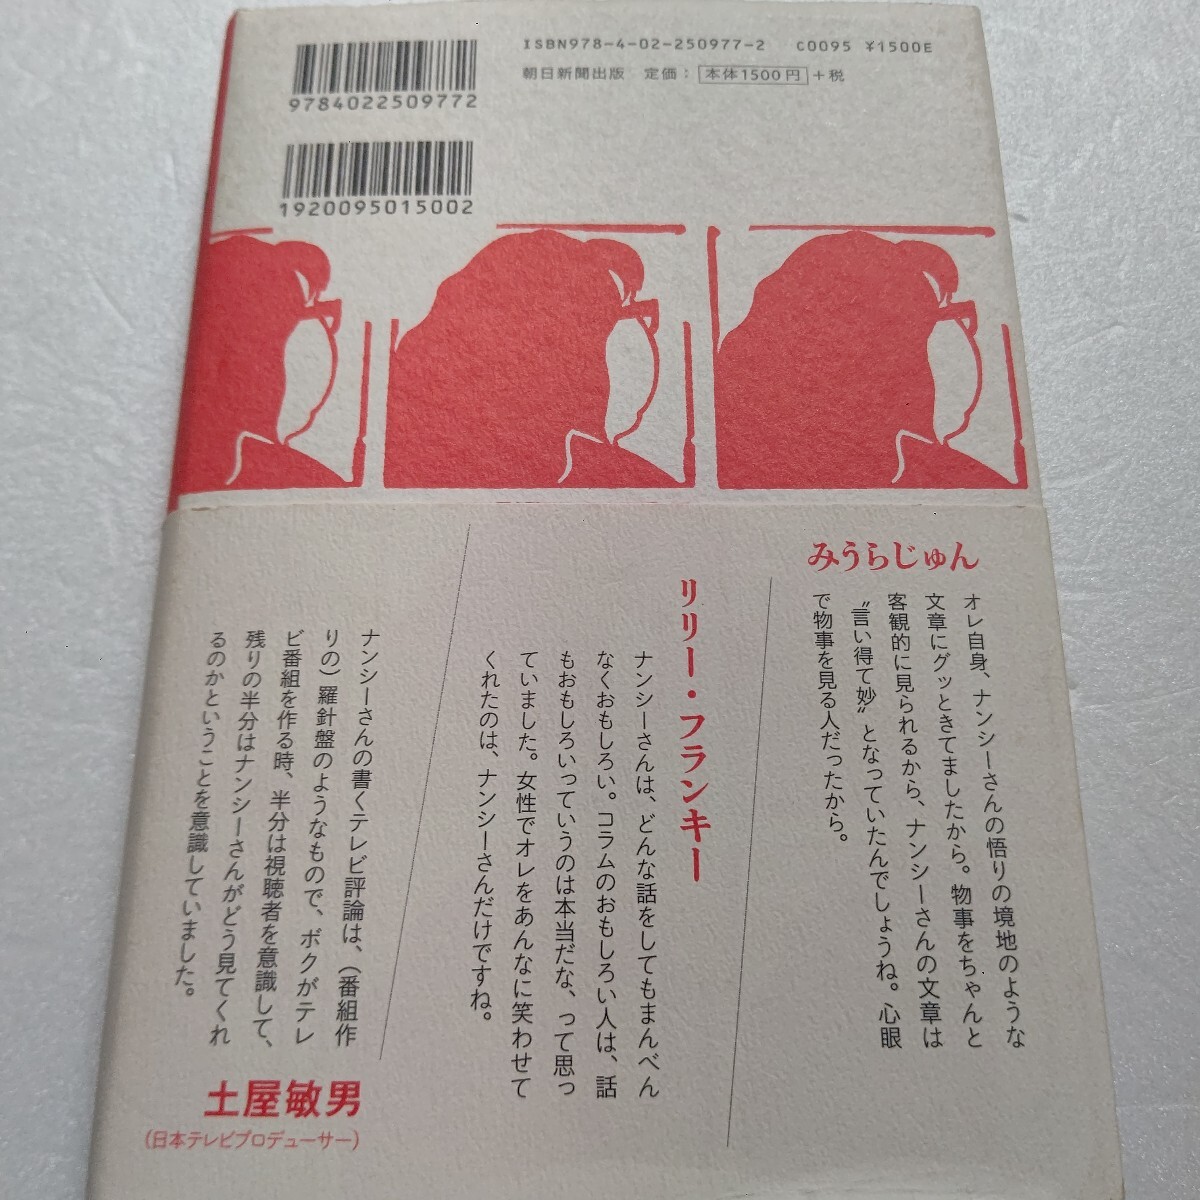 ISBN978-4-02-250977-2 C0095 ¥1500E
朝日新聞出版 定価：本体1500円+税
9784022509772
1920095015002
みうらじゅん
オレ自身、ナンシーさんの悟りの境地のような
文章にグッときてましたから。物事をちゃんと
客観的に見られるから、ナンシーさんの文章は
〝言い得て妙〟となっていたんでしょうね。心眼
で物事を見る人だったから。
リリー・フランキー
ナンシーさんは、どんな話をしてもまんべん
なくおもしろい。コラムのおもしろい人は、話
もおもしろいっていうのは本当だな、って思っ
ていました。女性でオレをあんなに笑わせて
くれたのは、ナンシーさんだけですね。
ナンシーさんの書くテレビ評論は、（番組作
りの）羅針盤のようなもので、ボクがテレ
ビ番組を作る時、半分は視聴者を意識して、
残りの半分はナンシーさんがどう見てくれ
るのかということを意識していました。
土屋敏男
（日本テレビプロデューサー）